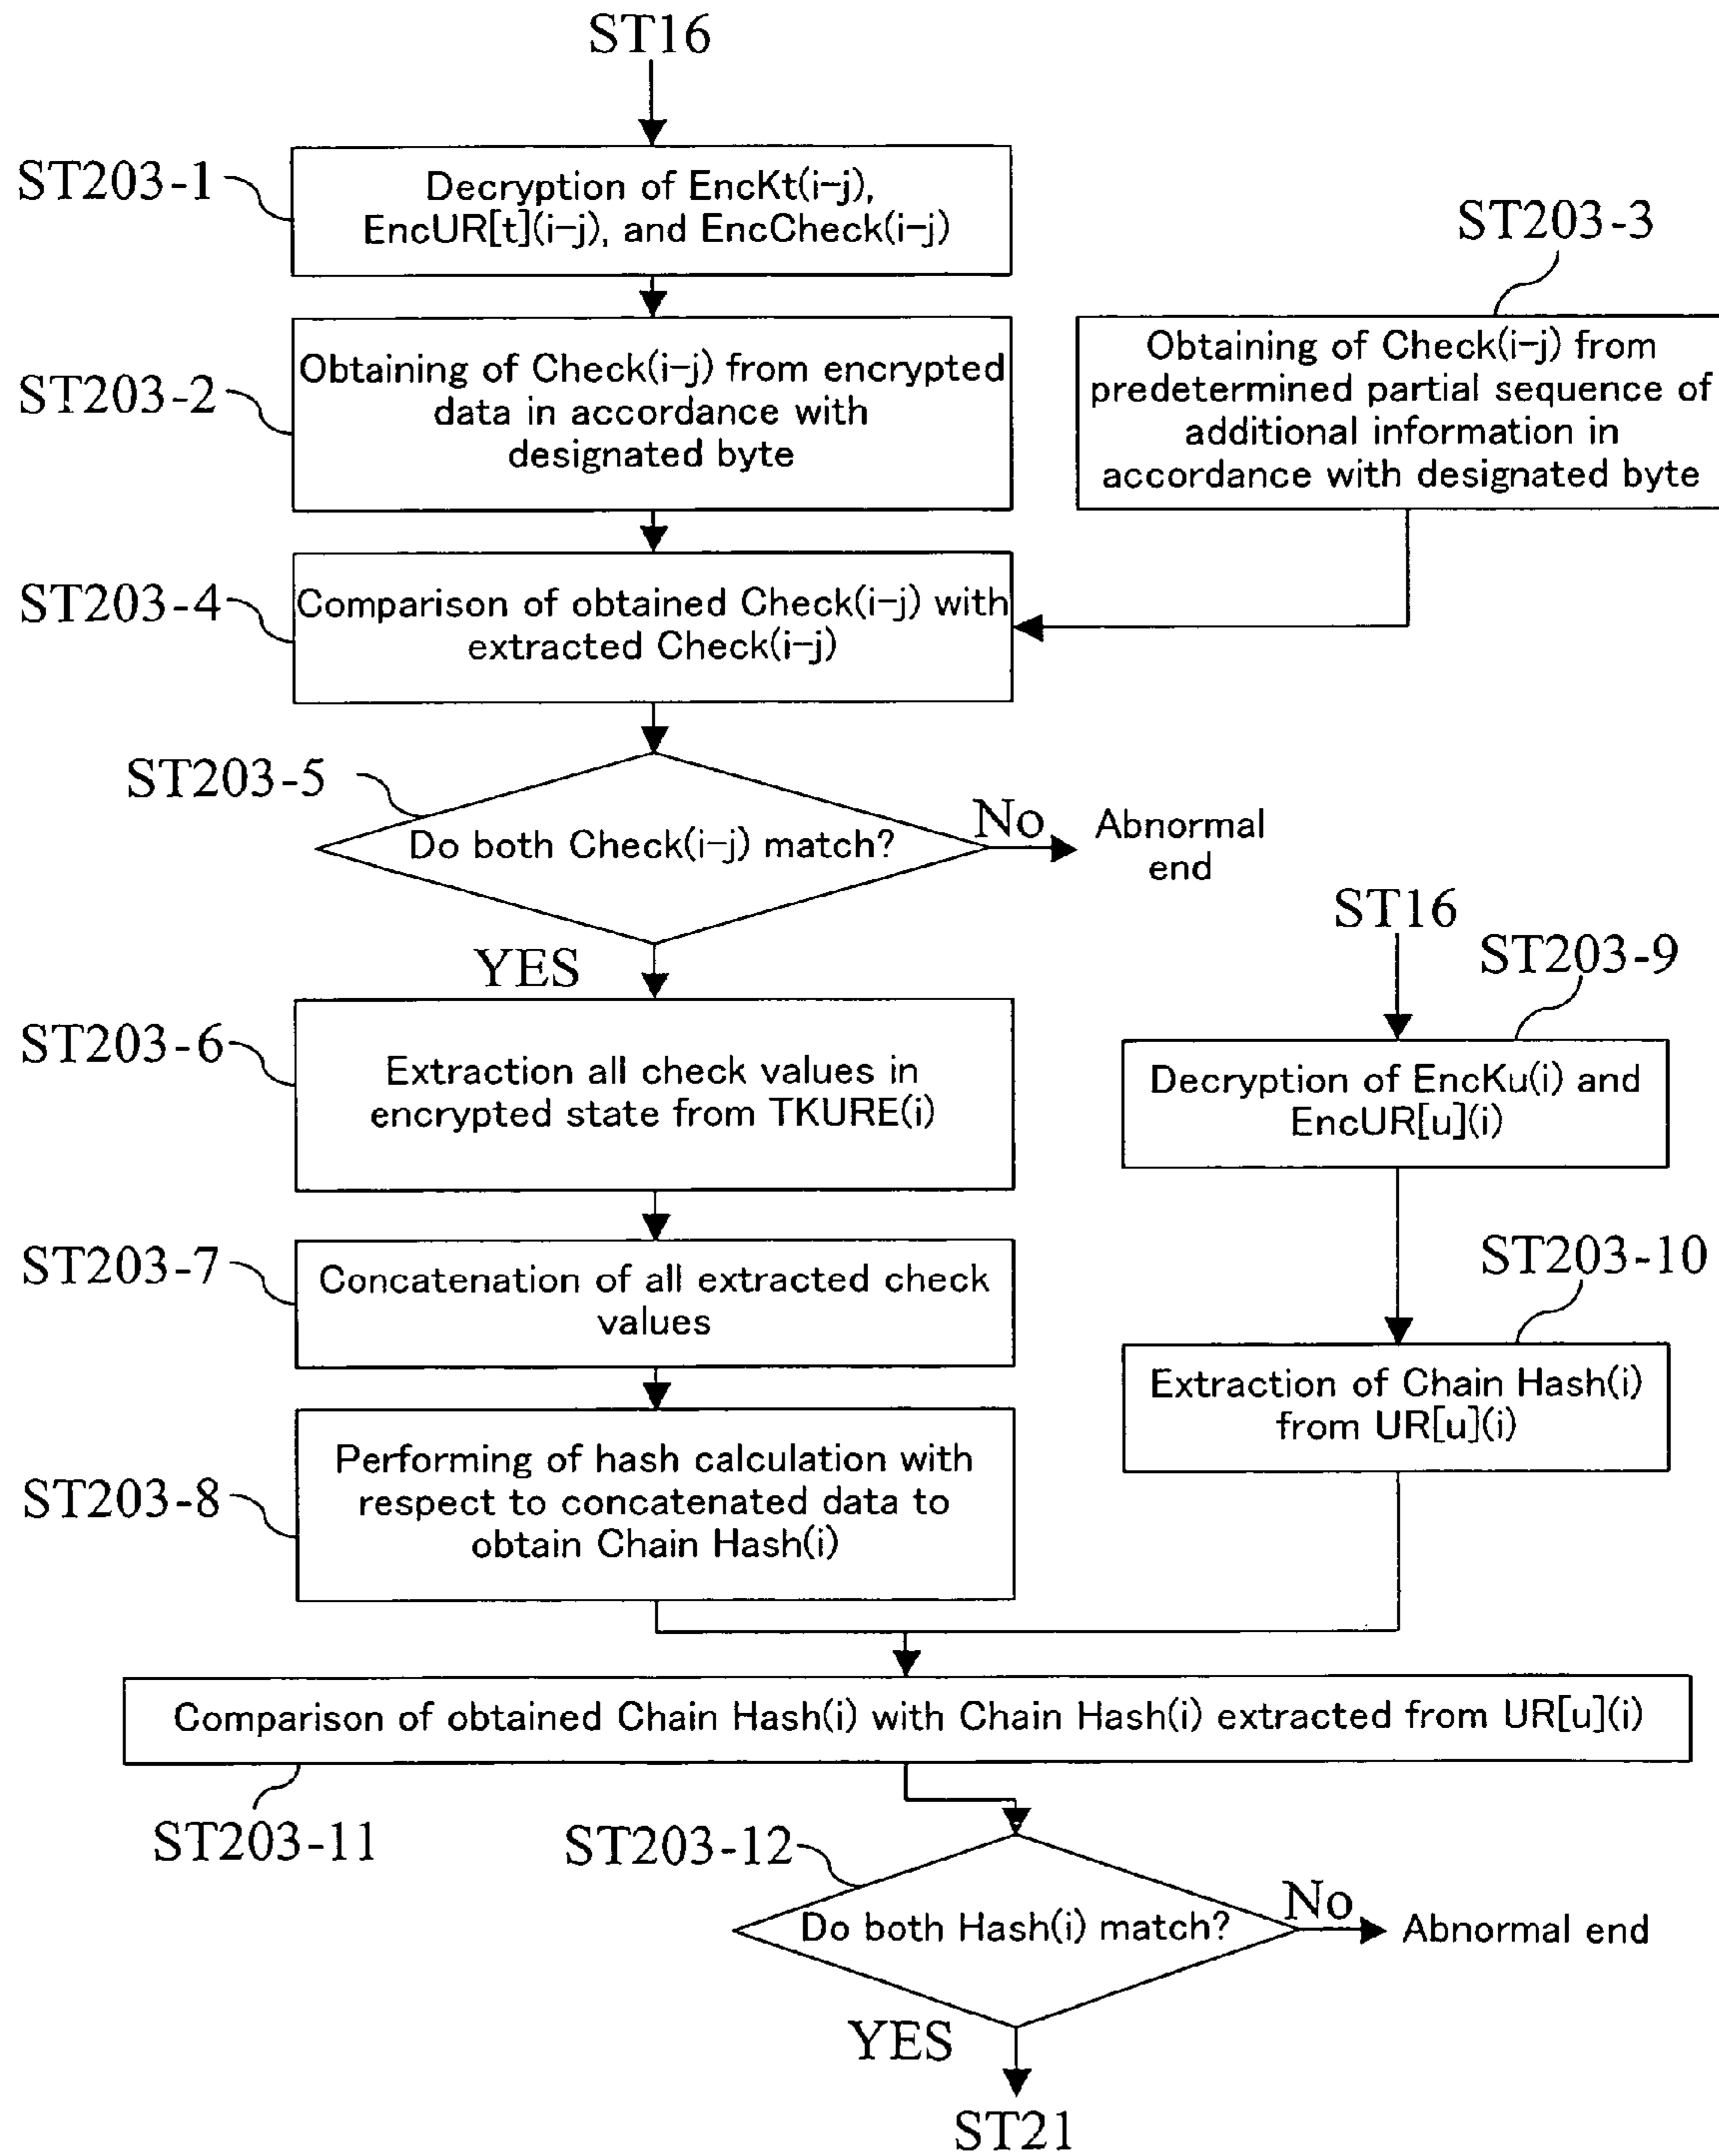 ST16
ST203-1
Decryption of EncKt(i-j),
EncUR[t](i-j), and EncCheck(i-j)
ST203-3
ST203-2
Obtaining of Check(i-j) from encrypted
data in accordance with
designated byte
Obtaining of Check(i-j) from
predetermined partial sequence of
additional information in
accordance with designated byte
ST203-4
Comparison of obtained Check(i-j) with
extracted Check(i-j)
ST203-5
Do both Check(i-j) match?
No
Abnormal
end
YES
ST16
ST203-9
ST203-6
Extraction all check values in
encrypted state from TKURE(i)
Decryption of EncKu(i) and
EncUR[u](i)
ST203-7
Concatenation of all extracted check
values
ST203-10
Extraction of Chain Hash(i)
from UR[u](i)
ST203-8
Performing of hash calculation with
respect to concatenated data to
obtain Chain Hash(i)
Comparison of obtained Chain Hash(i) with Chain Hash(i) extracted from UR[u](i)
ST203-11
ST203-12
Do both Hash(i) match?
No
Abnormal end
YES
ST21